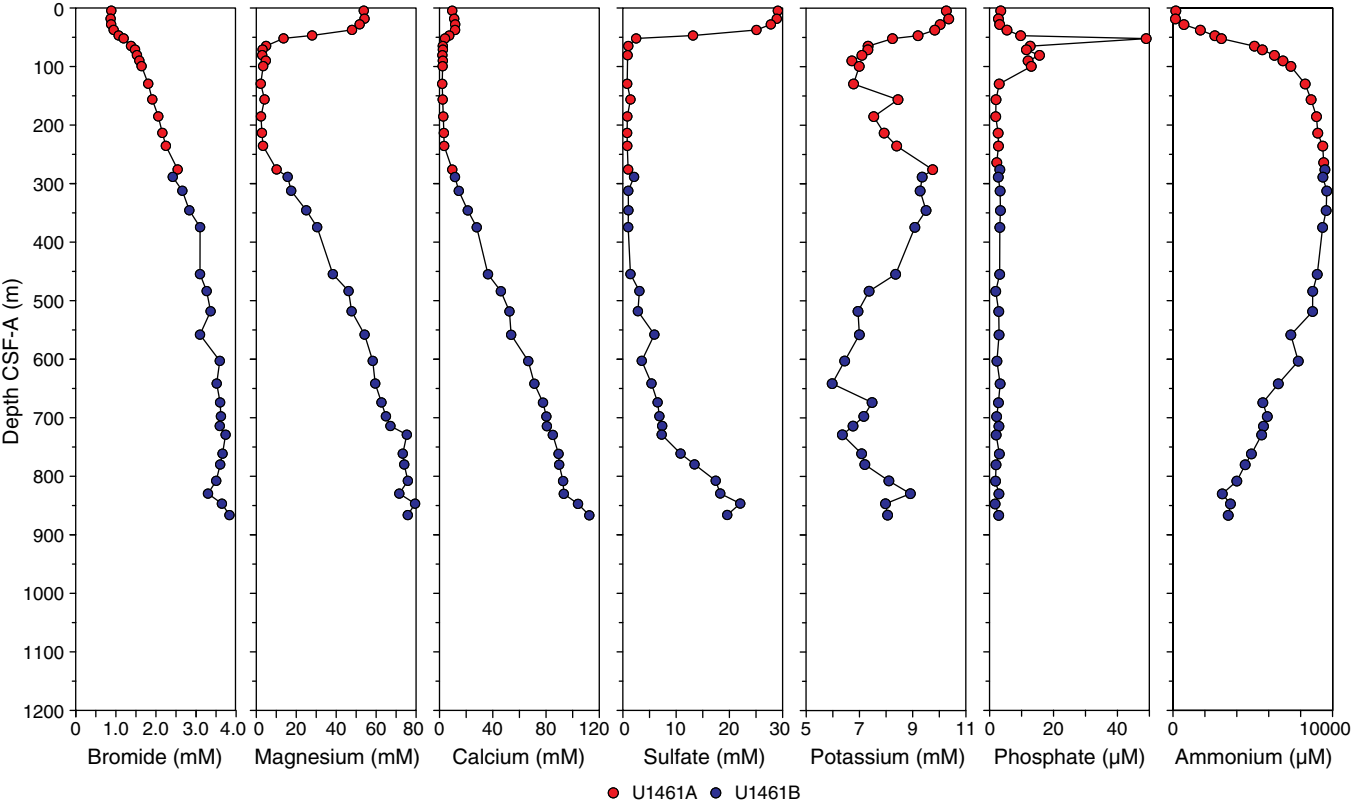 0
100
200
300
400
500
600
700
800
900
1000
1100
1200
Depth CSF-A (m)
0 1.0 2.0 3.0 4.0
Bromide (mM)
0 20 40 60 80
Magnesium (mM)
0 40 80 120
Calcium (mM)
0 10 20 30
Sulfate (mM)
5 7 9 11
Potassium (mM)
0 20 40
Phosphate (µM)
0 10000
Ammonium (µM)
U1461A U1461B